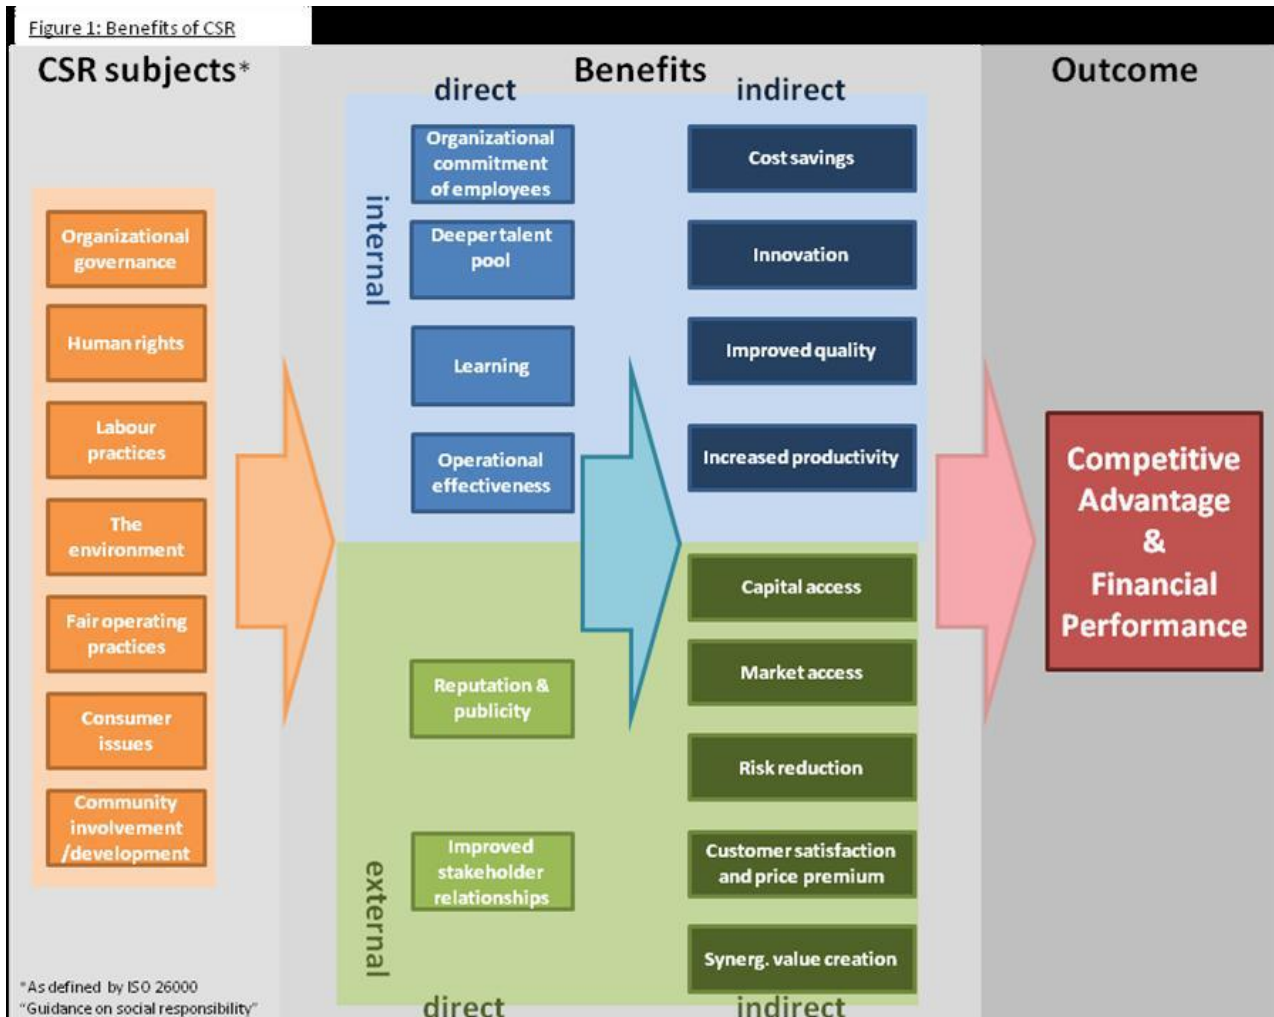 Figure 1: Benefits of CSR
CSR subjects*
Benefits
Outcome
direct
indirect
internal
external
Organizational
governance
Human rights
Labour
practices
The
environment
Fair operating
practices
Consumer
issues
Community
involvement
/development
Organizational
commitment
of employees
Deeper talent
pool
Learning
Operational
effectiveness
Reputation &
publicity
Improved
stakeholder
relationships
Cost savings
Innovation
Improved quality
Increased productivity
Capital access
Market access
Risk reduction
Customer satisfaction
and price premium
Synerg. value creation
Competitive
Advantage
&
Financial
Performance
direct
indirect
*As defined by ISO 26000
"Guidance on social responsibility"